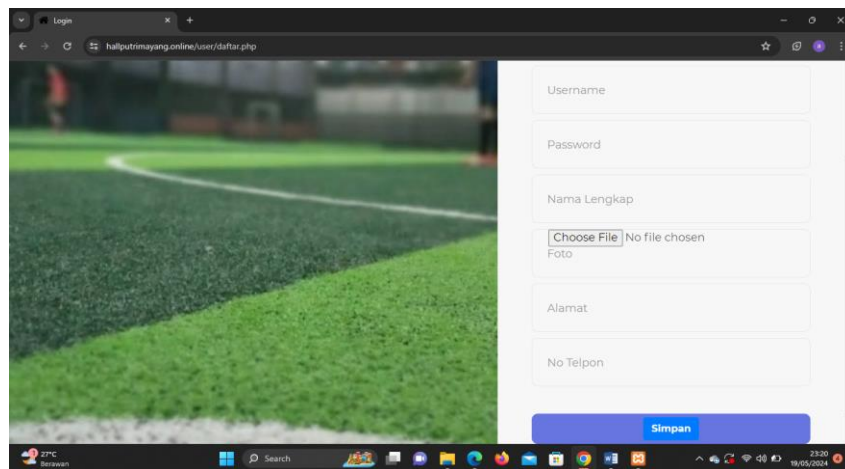 Login
hallputrimayang.online/user/daftar.php
Username
Password
Nama Lengkap
Choose File No file chosen
Foto
Alamat
No Telpon
Simpan
27°C
Berawan
Search
23:20
19/05/2024